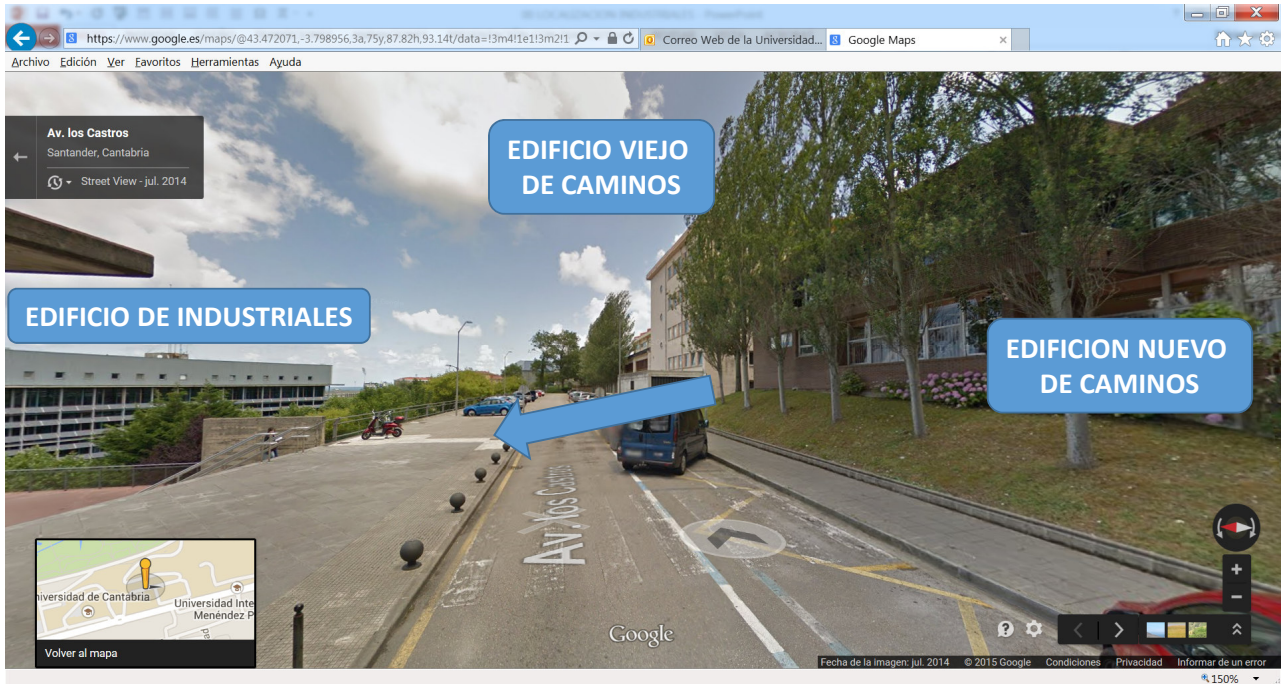 https://www.google.es/maps/@43.472071,-3.798956,3a,75y,87.82h,93.14t/data=!3m4!1e1!3m2!1
Correo Web de la Universidad...
Google Maps
Archivo Edición Ver Favoritos Herramientas Ayuda
Av. los Castros
Santander, Cantabria
Street View - jul. 2014
EDIFICIO VIEJO
DE CAMINOS
EDIFICIO DE INDUSTRIALES
EDIFICION NUEVO
DE CAMINOS
Av. los Castros
niversidad de Cantabria
Universidad Inte
Menéndez P
Volver al mapa
Google
Fecha de la imagen: jul. 2014 © 2015 Google Condiciones Privacidad Informar de un error
150%